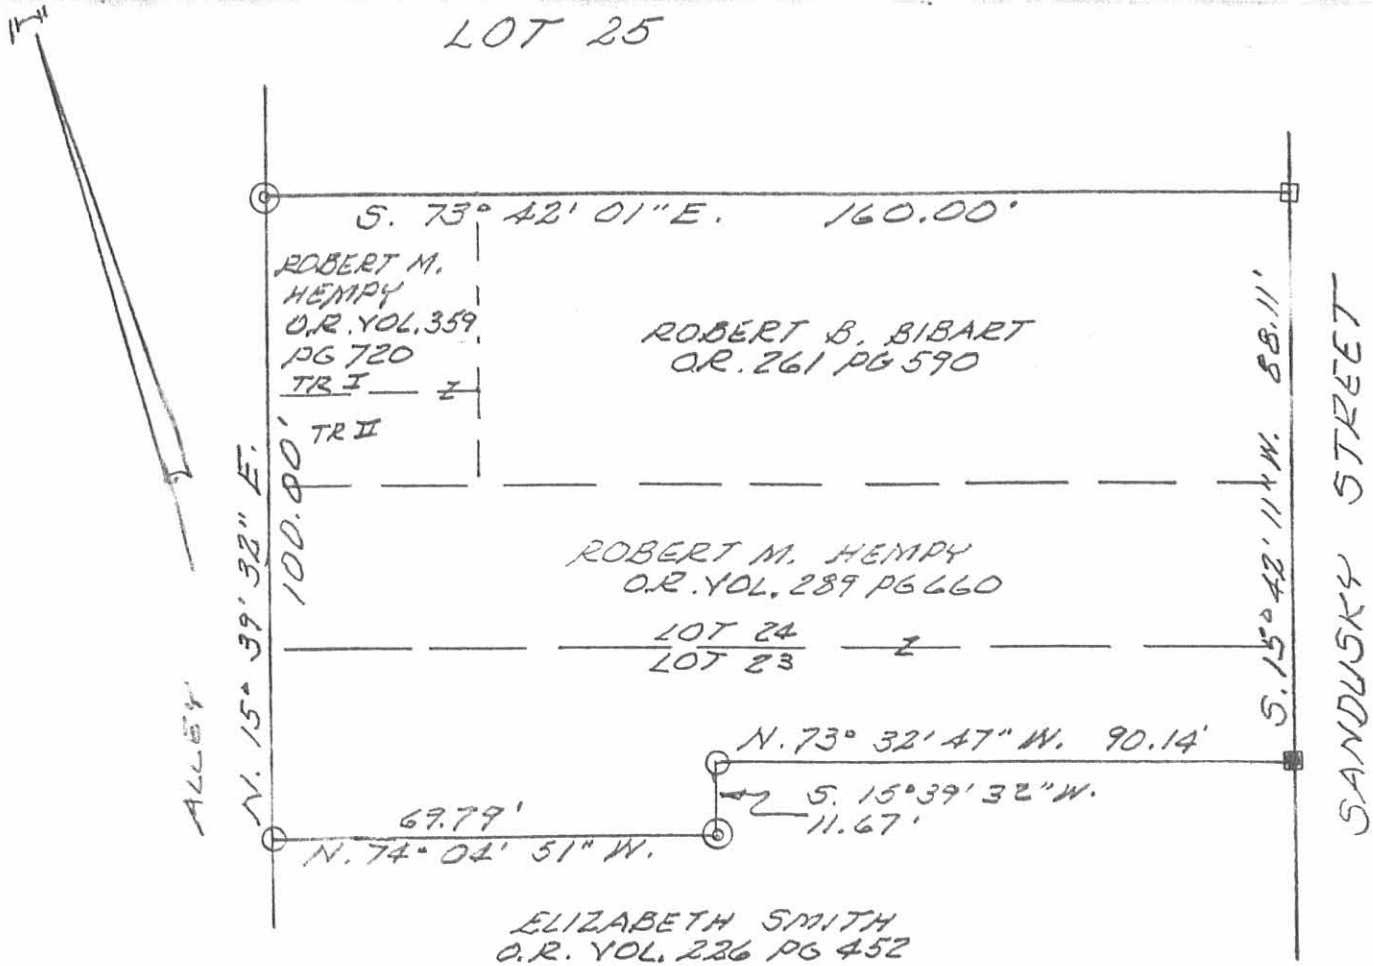 LOT 25
S. 73° 42' 01" E. 160.00'
ROBERT M.
HEMPY
O.R. VOL. 359
PG 720
TR I
TR II
ROBERT B. BIBART
O.R. 261 PG 590
S. 15° 42' 11" W. 88.11'
SANDUSKY STREET
N. 15° 39' 32" E.
100.00'
ALLEY
ROBERT M. HEMPY
O.R. VOL. 289 PG 660
LOT 24
LOT 23
N. 73° 32' 47" W. 90.14'
S. 15° 39' 32" W.
11.67'
69.79'
N. 74° 04' 51" W.
ELIZABETH SMITH
O.R. VOL. 226 PG 452